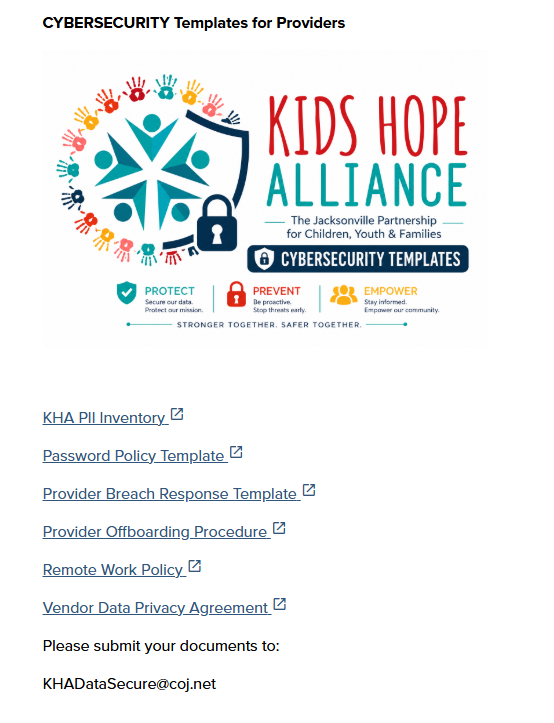 CYBERSECURITY Templates for Providers
KIDS HOPE
ALLIANCE
The Jacksonville Partnership
for Children, Youth & Families
CYBERSECURITY TEMPLATES
PROTECT
Secure our data.
Protect our mission.
PREVENT
Be proactive.
Stop threats early.
EMPOWER
Stay informed.
Empower our community.
STRONGER TOGETHER. SAFER TOGETHER.
KHA PII Inventory
Password Policy Template
Provider Breach Response Template
Provider Offboarding Procedure
Remote Work Policy
Vendor Data Privacy Agreement
Please submit your documents to:
KHADataSecure@coj.net